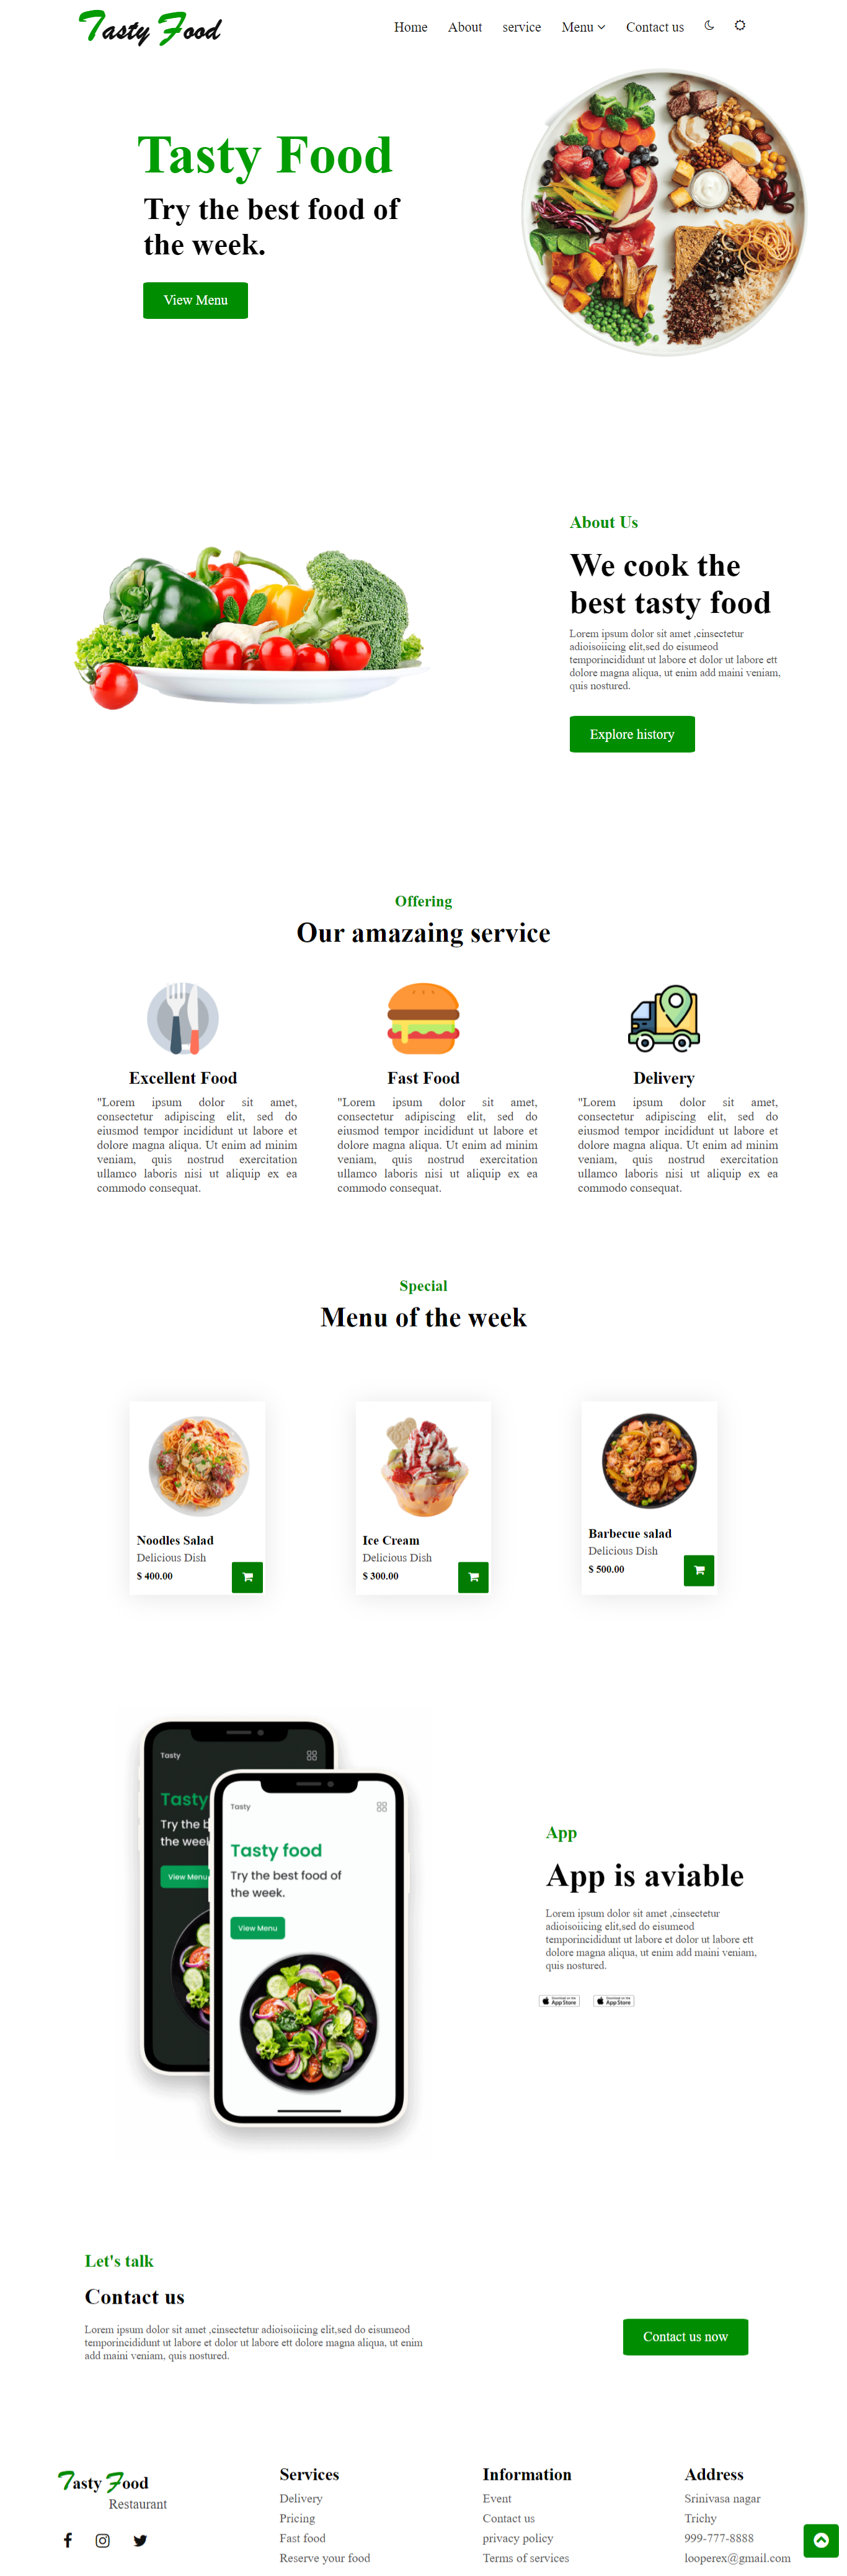 Tasty Food
Home About service Menu Contact us
Tasty Food
Try the best food of
the week.
View Menu
About Us
We cook the
best tasty food
Lorem ipsum dolor sit amet ,cinsectetur
adioisoiicing elit,sed do eisumeod
temporincididunt ut labore et dolor ut labore ett
dolore magna aliqua, ut enim add maini veniam,
quis nostured.
Explore history
Offering
Our amazaing service
Excellent Food
"Lorem ipsum dolor sit amet,
consectetur adipiscing elit, sed do
eiusmod tempor incididunt ut labore et
dolore magna aliqua. Ut enim ad minim
veniam, quis nostrud exercitation
ullamco laboris nisi ut aliquip ex ea
commodo consequat.
Fast Food
"Lorem ipsum dolor sit amet,
consectetur adipiscing elit, sed do
eiusmod tempor incididunt ut labore et
dolore magna aliqua. Ut enim ad minim
veniam, quis nostrud exercitation
ullamco laboris nisi ut aliquip ex ea
commodo consequat.
Delivery
"Lorem ipsum dolor sit amet,
consectetur adipiscing elit, sed do
eiusmod tempor incididunt ut labore et
dolore magna aliqua. Ut enim ad minim
veniam, quis nostrud exercitation
ullamco laboris nisi ut aliquip ex ea
commodo consequat.
Special
Menu of the week
Noodles Salad
Delicious Dish
$ 400.00
Ice Cream
Delicious Dish
$ 300.00
Barbecue salad
Delicious Dish
$ 500.00
Tasty
Tasty
Try the b
the weel
View Menu
Tasty
Tasty food
Try the best food of
the week.
View Menu
App
App is aviable
Lorem ipsum dolor sit amet ,cinsectetur
adioisoiicing elit,sed do eisumeod
temporincididunt ut labore et dolor ut labore ett
dolore magna aliqua, ut enim add maini veniam,
quis nostured.
Download on the
App Store
Download on the
App Store
Let's talk
Contact us
Lorem ipsum dolor sit amet ,cinsectetur adioisoiicing elit,sed do eisumeod
temporincididunt ut labore et dolor ut labore ett dolore magna aliqua, ut enim
add maini veniam, quis nostured.
Contact us now
Tasty Food
Restaurant
Services
Delivery
Pricing
Fast food
Reserve your food
Information
Event
Contact us
privacy policy
Terms of services
Address
Srinivasa nagar
Trichy
999-777-8888
looperex@gmail.com